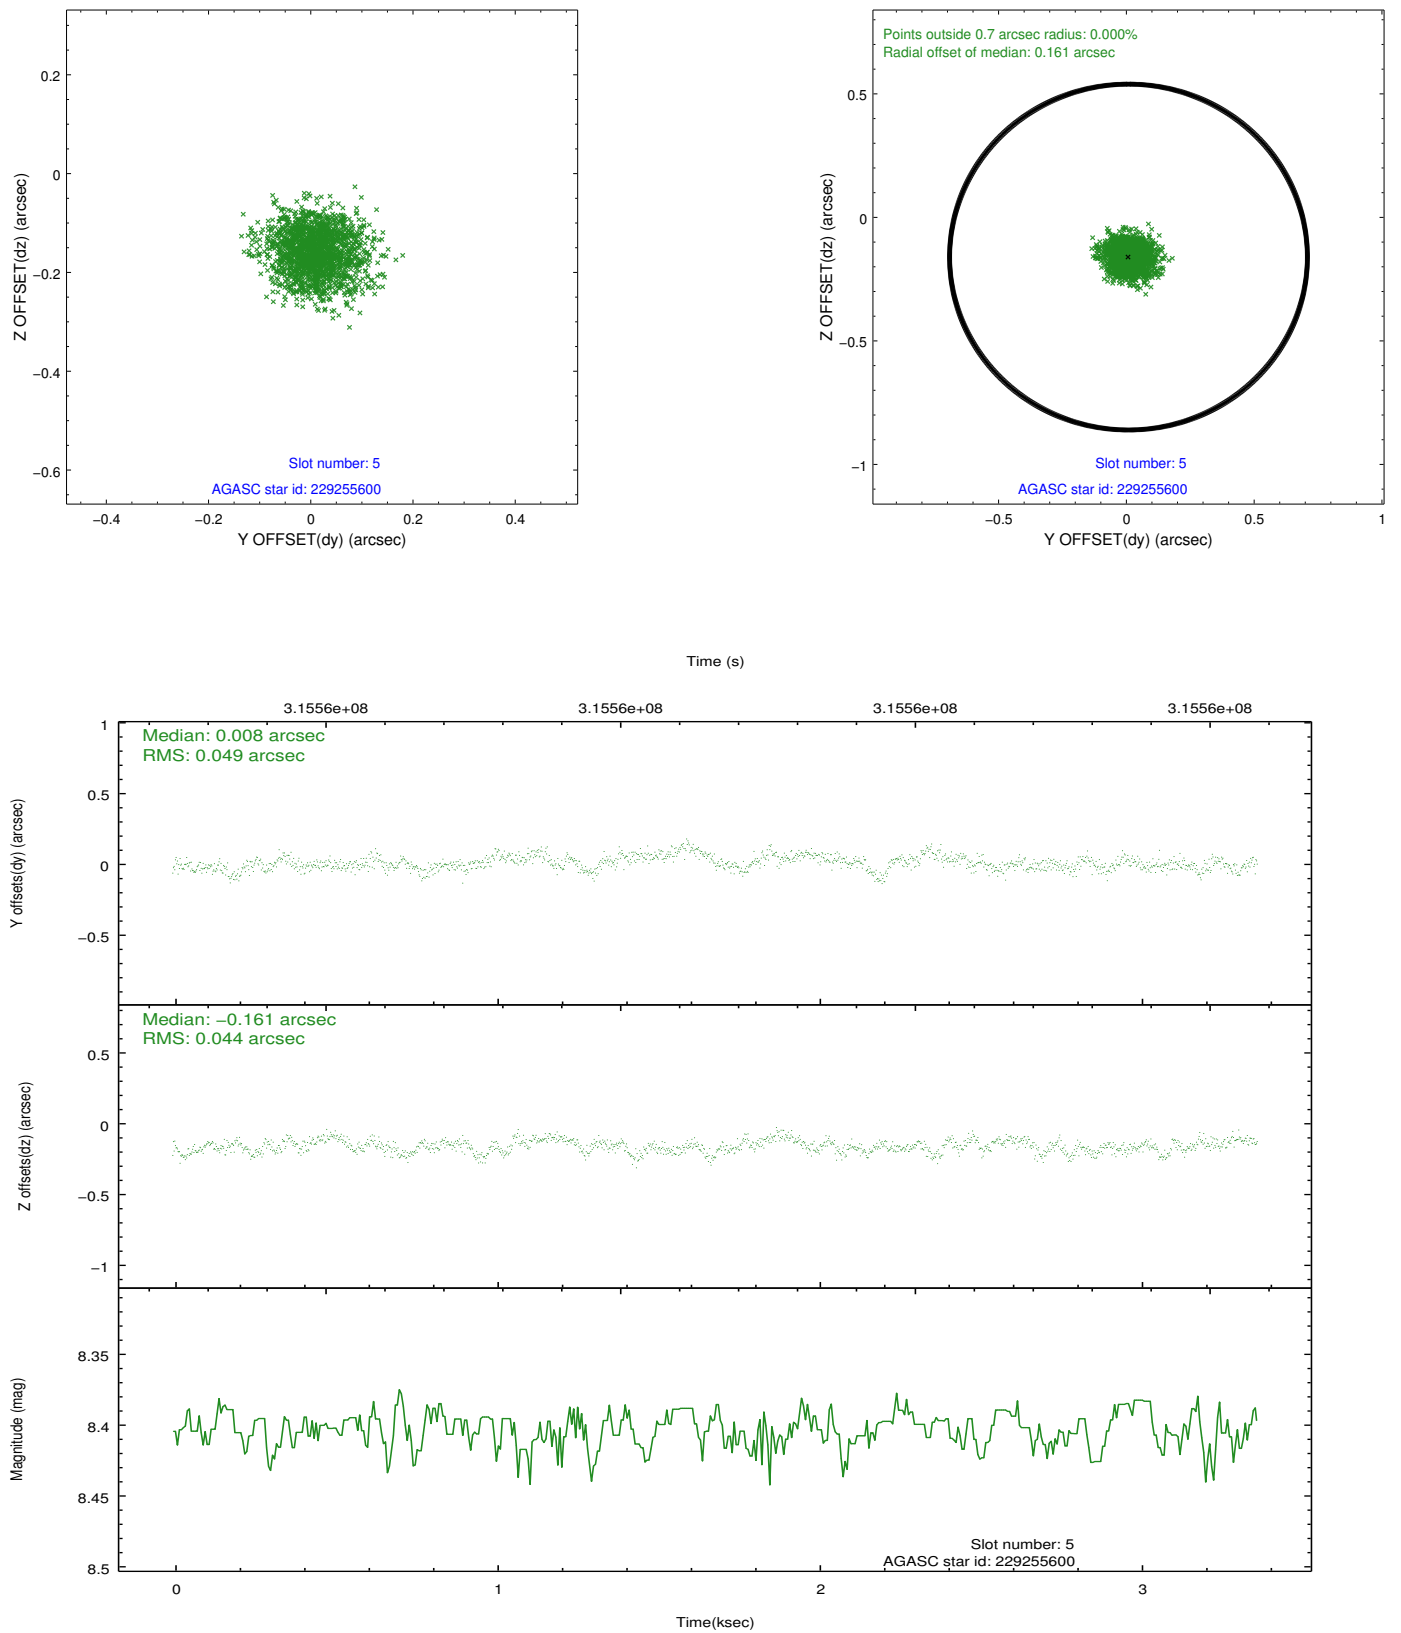 0.2
0
−0.2
−0.4
−0.6
Z OFFSET(dz) (arcsec)
Slot number: 5
AGASC star id: 229255600
−0.4
−0.2
0
0.2
0.4
Y OFFSET(dy) (arcsec)
Points outside 0.7 arcsec radius: 0.000%
Radial offset of median: 0.161 arcsec
0.5
0
−0.5
−1
Z OFFSET(dz) (arcsec)
Slot number: 5
AGASC star id: 229255600
−0.5
0
0.5
1
Y OFFSET(dy) (arcsec)
Time (s)
3.1556e+08
3.1556e+08
3.1556e+08
3.1556e+08
Median: 0.008 arcsec
RMS: 0.049 arcsec
1
0.5
0
−0.5
Y offsets(dy) (arcsec)
Median: −0.161 arcsec
RMS: 0.044 arcsec
0.5
0
−0.5
−1
Z offsets(dz) (arcsec)
8.35
8.4
8.45
8.5
Magnitude (mag)
Slot number: 5
AGASC star id: 229255600
0
1
2
3
Time(ksec)